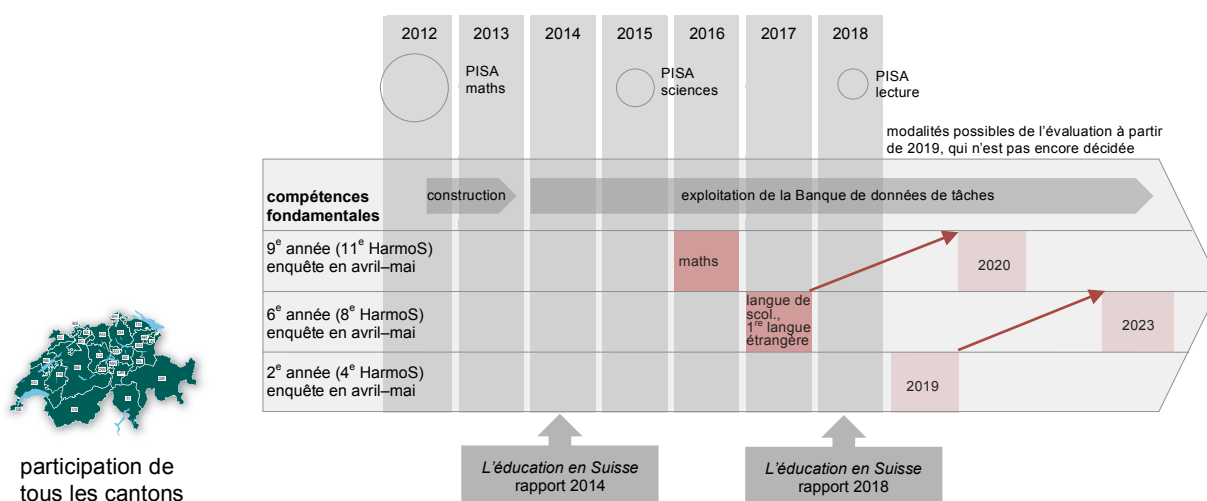 2012 2013 2014 2015 2016 2017 2018
PISA
maths
PISA
sciences
PISA
lecture
modalités possibles de l'évaluation à partir
de 2019, qui n'est pas encore décidée
compétences
fondamentales
construction
exploitation de la Banque de données de tâches
9e année (11e HarmoS)
enquête en avril–mai
maths
2020
6e année (8e HarmoS)
enquête en avril–mai
langue de
scol.,
1re langue
étrangère
2023
2e année (4e HarmoS)
enquête en avril–mai
2019
L'éducation en Suisse
rapport 2014
L'éducation en Suisse
rapport 2018
participation de
tous les cantons